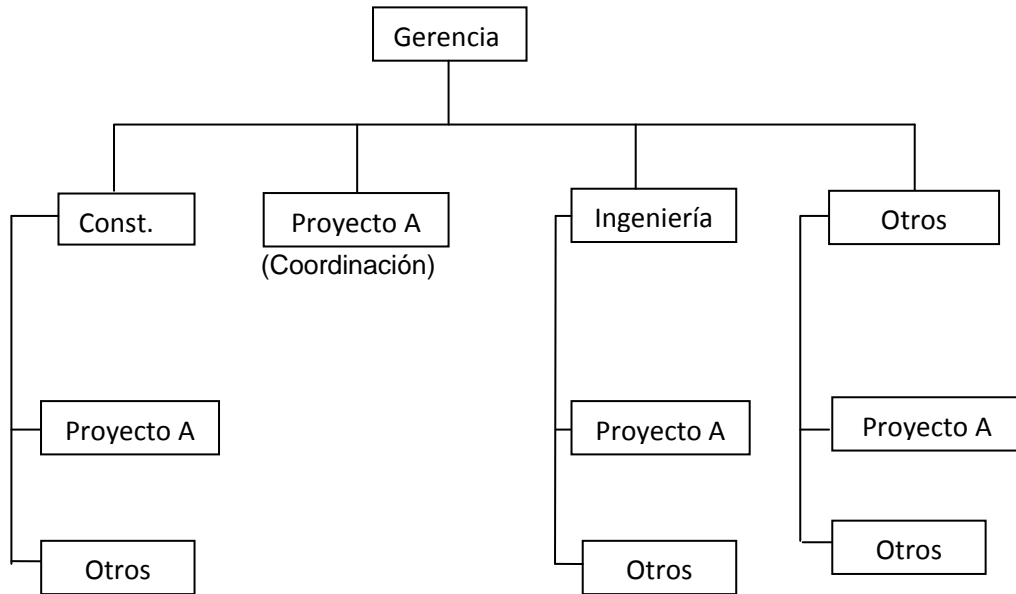 Gerencia
Const.
Proyecto A
(Coordinación)
Ingeniería
Otros
Proyecto A
Proyecto A
Proyecto A
Otros
Otros
Otros